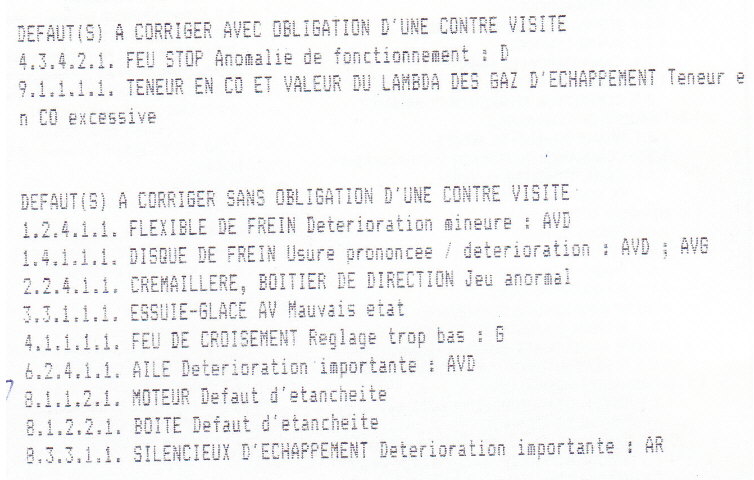 DEFAUT(S) A CORRIGER AVEC OBLIGATION D'UNE CONTRE VISITE
4.3.4.2.1. FEU STOP Anomalie de fonctionnement : D
9.1.1.1.1. TENEUR EN CO ET VALEUR DU LAMBDA DES GAZ D'ECHAPPEMENT Teneur e
n CO excessive
DEFAUT(S) A CORRIGER SANS OBLIGATION D'UNE CONTRE VISITE
1.2.4.1.1. FLEXIBLE DE FREIN Deterioration mineure : AVD
1.4.1.1.1. DISQUE DE FREIN Usure prononcee / deterioration : AVD ; AVG
2.2.4.1.1. CREMAILLERE, BOITIER DE DIRECTION Jeu anormal
3.3.1.1.1. ESSUIE-GLACE AV Mauvais etat
4.1.1.1.1. FEU DE CROISEMENT Reglage trop bas : G
6.2.4.1.1. AILE Deterioration importante : AVD
7 8.1.1.2.1. MOTEUR Defaut d'etancheite
8.1.2.2.1. BOITE Defaut d'etancheite
8.3.3.1.1. SILENCIEUX D'ECHAPPEMENT Deterioration importante : AR